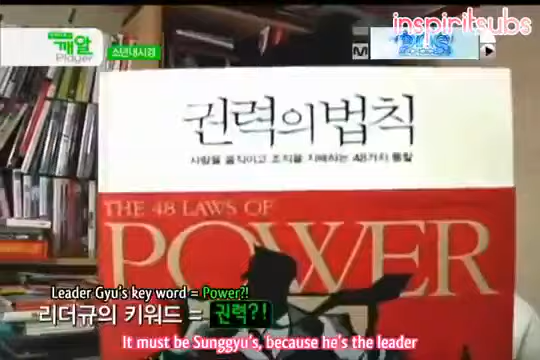 inspiritsubs
깨알
Player
소년내시경
권력의 법칙
사람을 움직이고 조직을 지배하는 48가지 통찰
THE 48 LAWS OF
POWER
Leader Gyu's key word = Power?!
리더규의 키워드 = 권력?!
It must be Sunggyu's, because he's the leader